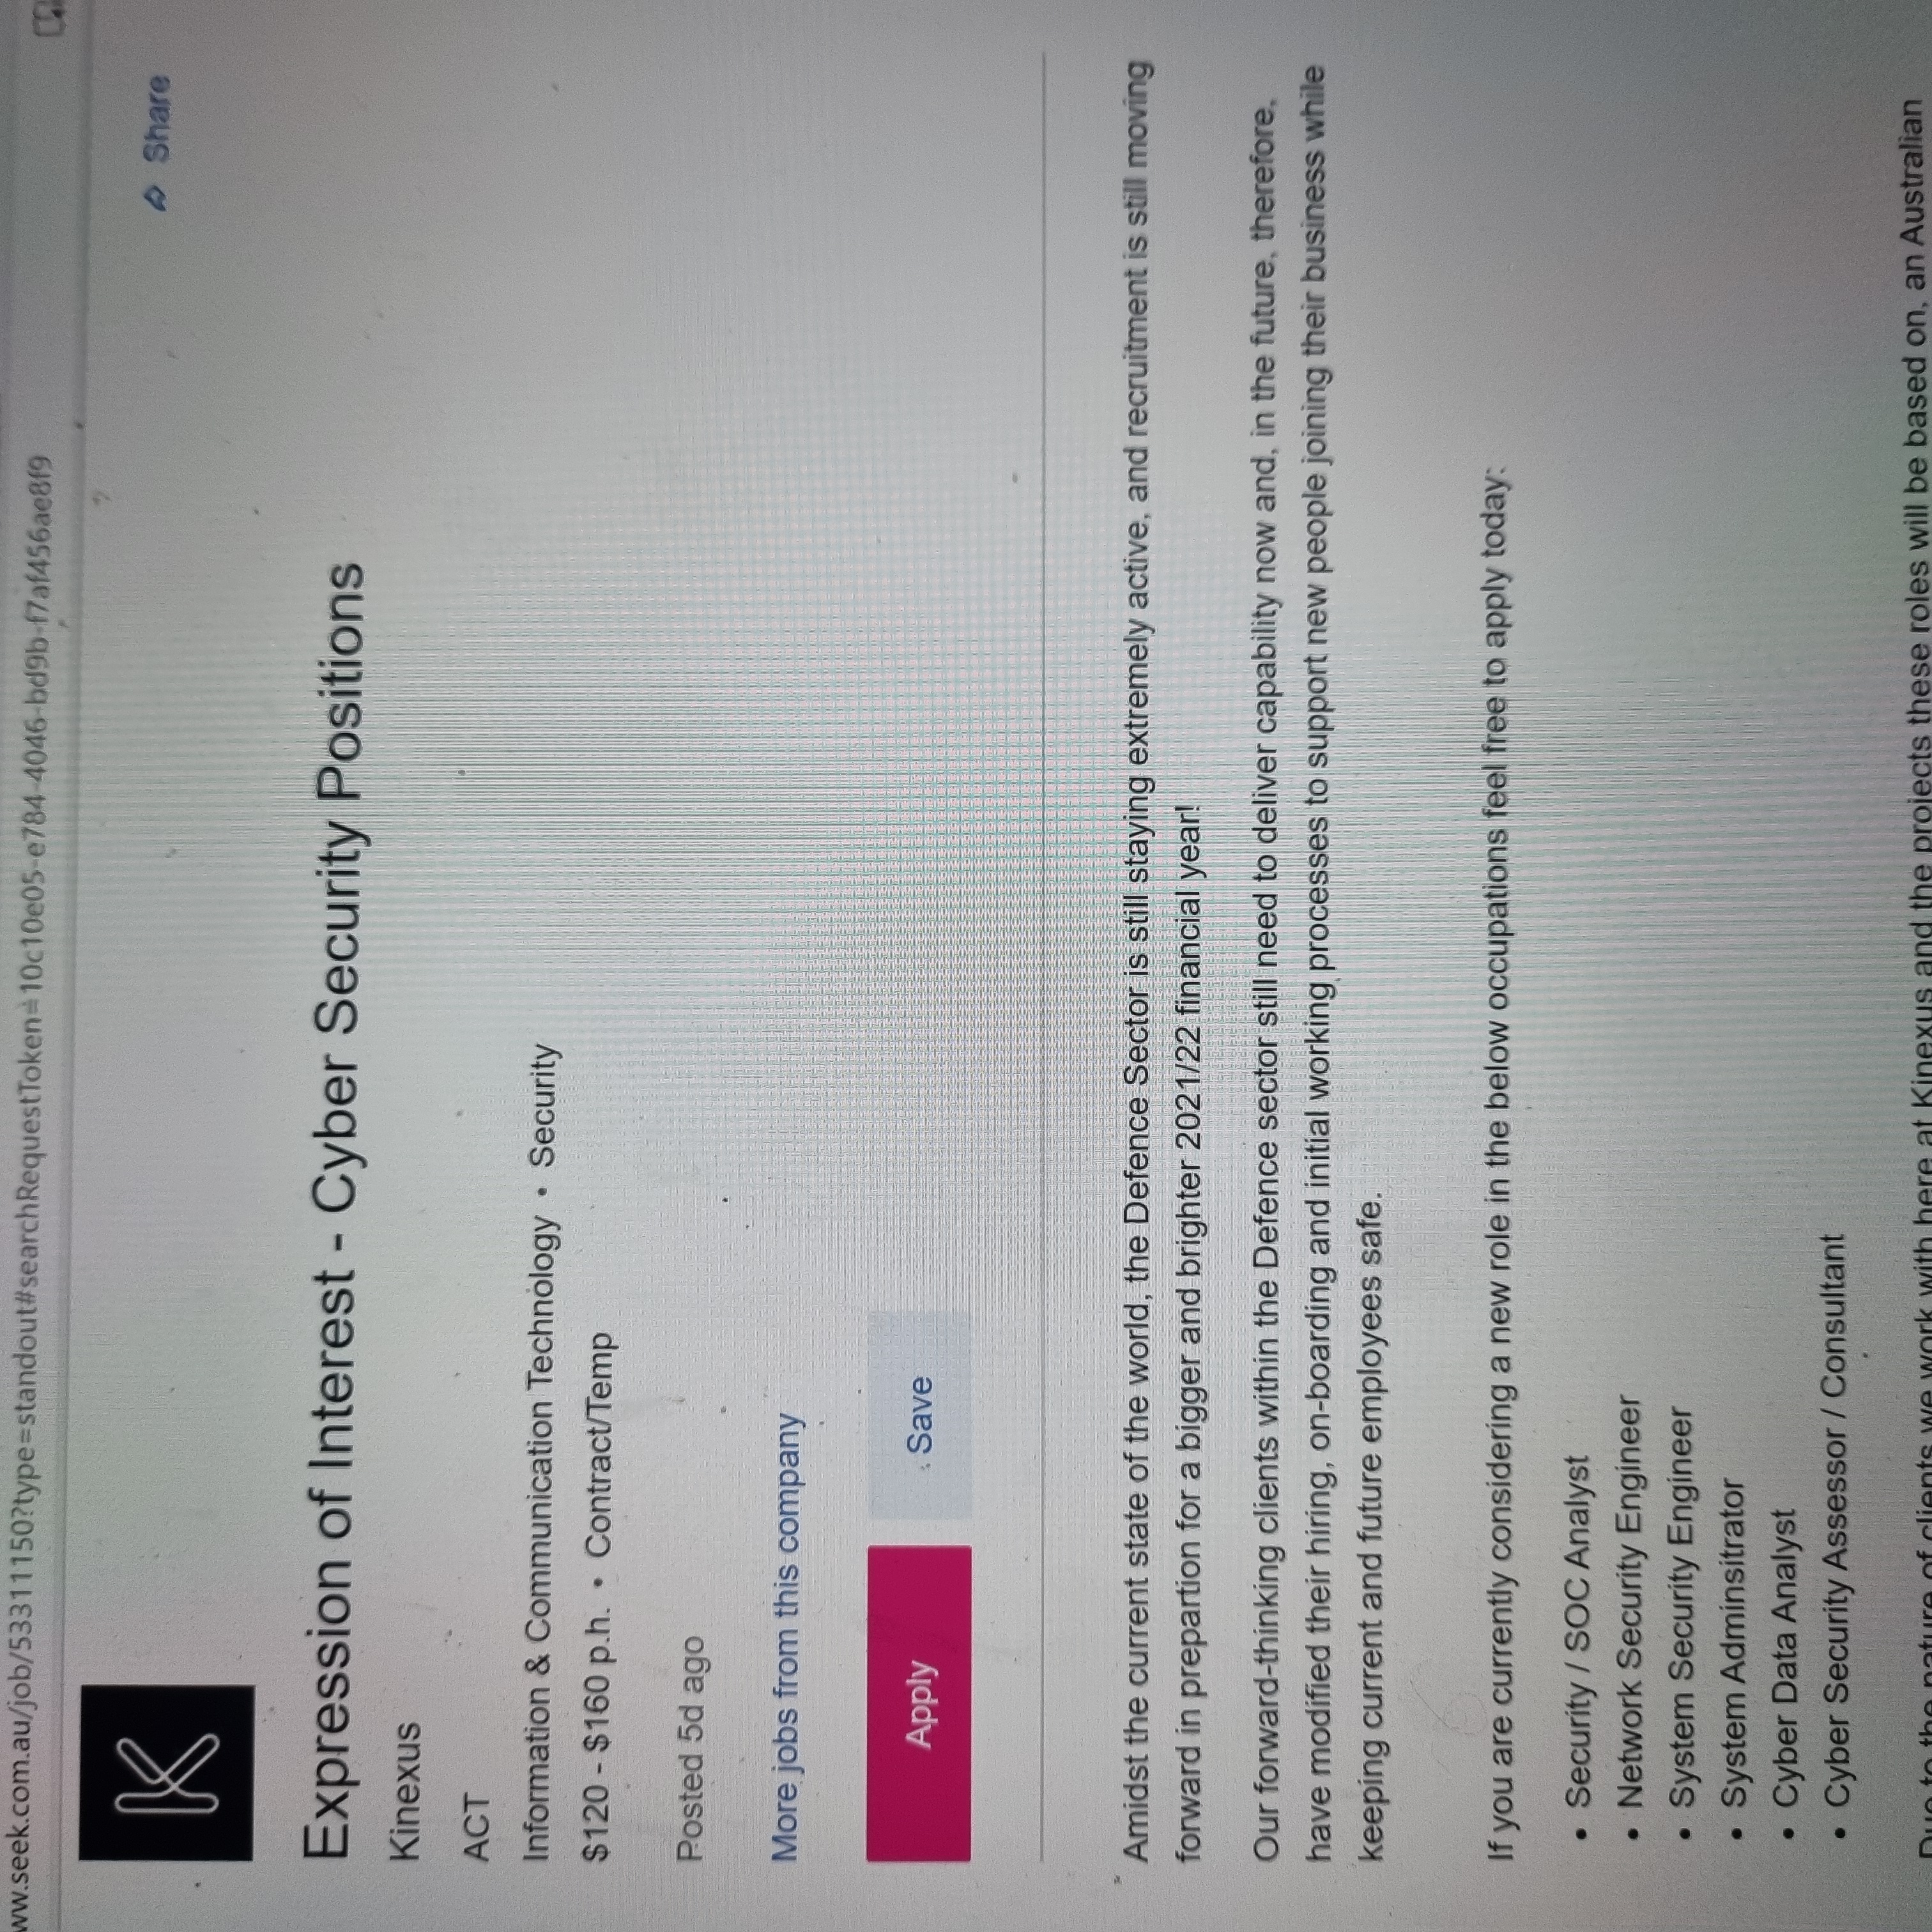 ww.seek.com.au/job/53311150?type=standout#searchRequestToken=10c10e05-e784-4046-bd9b-f7af456ae8f9
K
Share
Expression of Interest - Cyber Security Positions
Kinexus
ACT
Information & Communication Technology • Security
$120 - $160 p.h. • Contract/Temp
Posted 5d ago
More jobs from this company
Apply
Save
Amidst the current state of the world, the Defence Sector is still staying extremely active, and recruitment is still moving
forward in prepartion for a bigger and brighter 2021/22 financial year!
Our forward-thinking clients within the Defence sector still need to deliver capability now and, in the future, therefore,
have modified their hiring, on-boarding and initial working processes to support new people joining their business while
keeping current and future employees safe.
If you are currently considering a new role in the below occupations feel free to apply today:
• Security / SOC Analyst
• Network Security Engineer
• System Security Engineer
• System Adminsitrator
• Cyber Data Analyst
• Cyber Security Assessor / Consultant
Due to the nature of clients we work with here at Kinexus and the projects these roles will be based on, an Australian